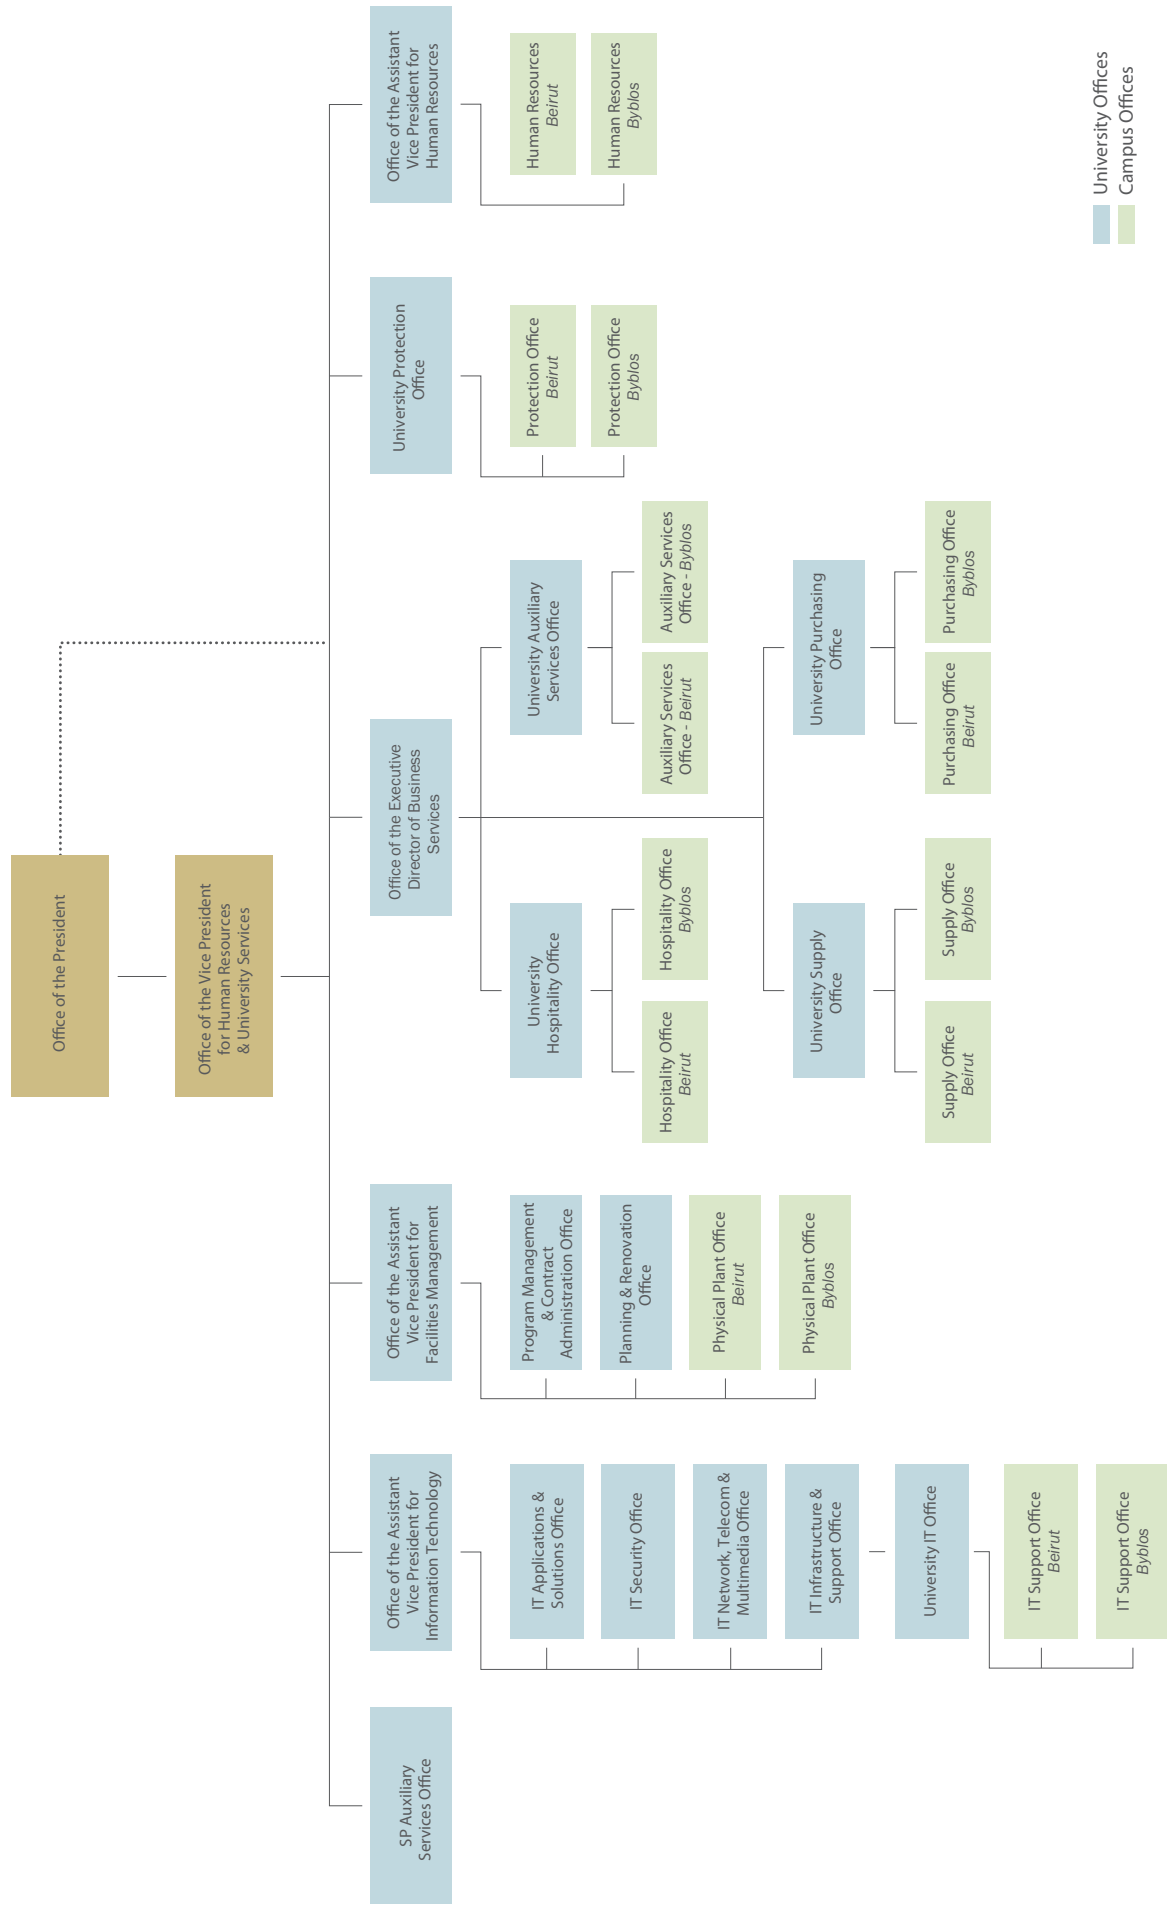 Office of the President
Office of the Vice President
for Human Resources
& University Services
SP Auxiliary
Services Office
Office of the Assistant
Vice President for
Information Technology
IT Applications &
Solutions Office
IT Security Office
IT Network, Telecom &
Multimedia Office
IT Infrastructure &
Support Office
University IT Office
IT Support Office
Beirut
IT Support Office
Byblos
Office of the Assistant
Vice President for
Facilities Management
Program Management
& Contract
Administration Office
Planning & Renovation
Office
Physical Plant Office
Beirut
Physical Plant Office
Byblos
Office of the Executive
Director of Business
Services
University
Hospitality Office
Hospitality Office
Beirut
Hospitality Office
Byblos
University Auxiliary
Services Office
Auxiliary Services
Office - Beirut
Auxiliary Services
Office - Byblos
University Supply
Office
Supply Office
Beirut
Supply Office
Byblos
University Purchasing
Office
Purchasing Office
Beirut
Purchasing Office
Byblos
University Protection
Office
Protection Office
Beirut
Protection Office
Byblos
Office of the Assistant
Vice President for
Human Resources
Human Resources
Beirut
Human Resources
Byblos
University Offices
Campus Offices